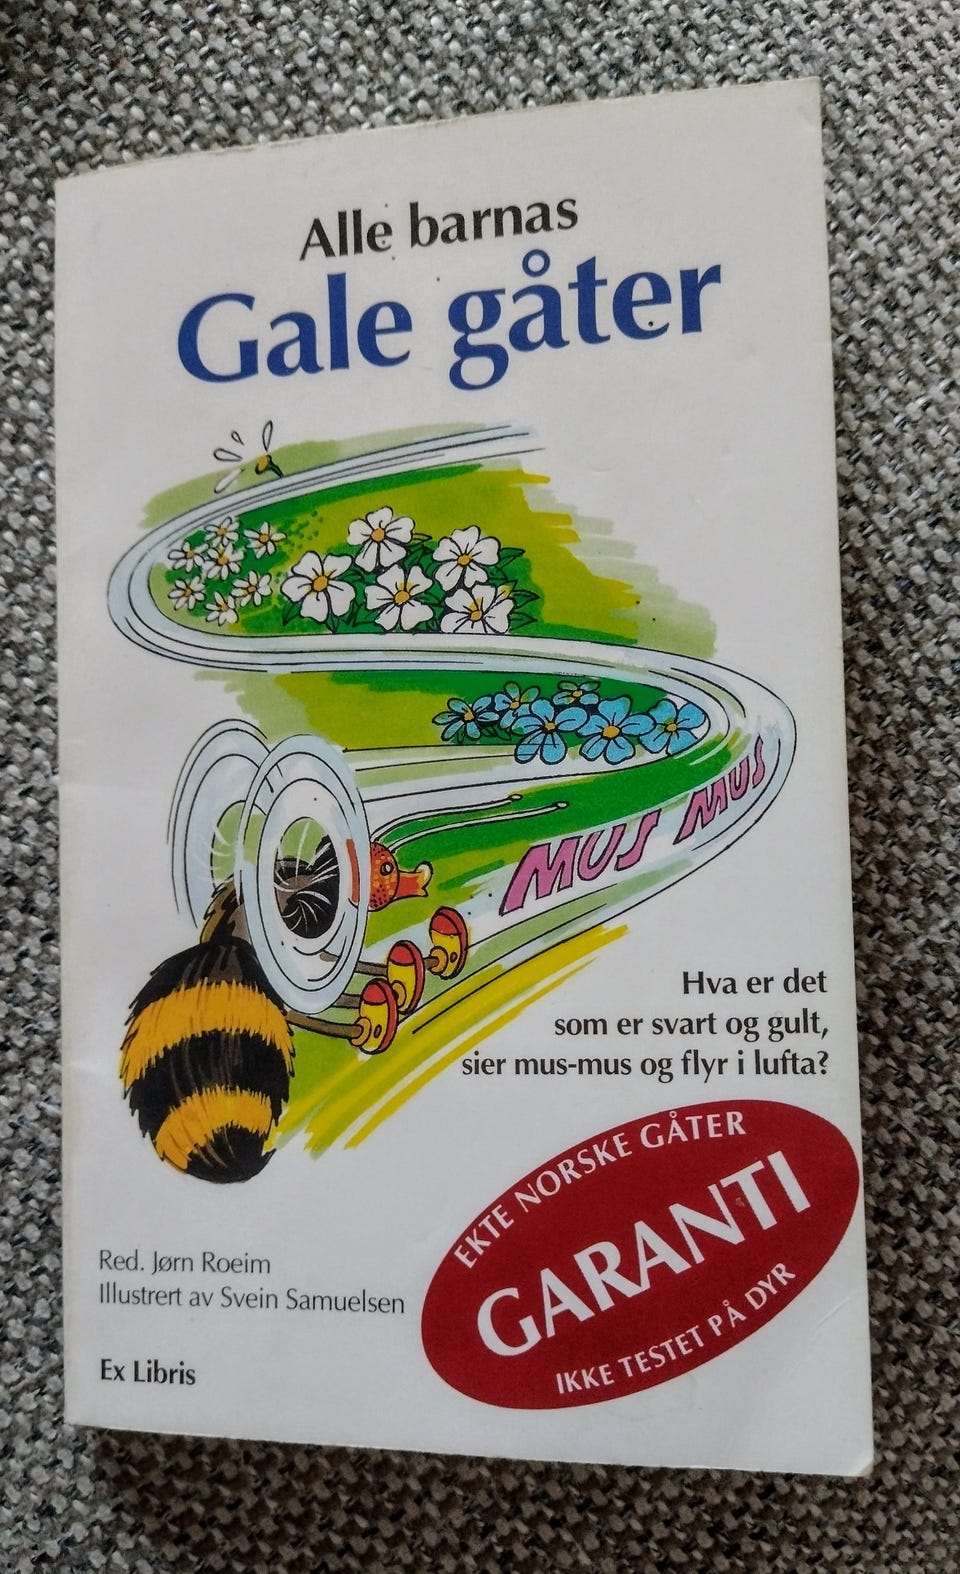 Alle barnas
Gale gåter
MUS MUS
Hva er det
som er svart og gult,
sier mus-mus og flyr i lufta?
EKTE NORSKE GÅTER
GARANTI
IKKE TESTET PÅ DYR
Red. Jørn Roeim
Illustrert av Svein Samuelsen
Ex Libris